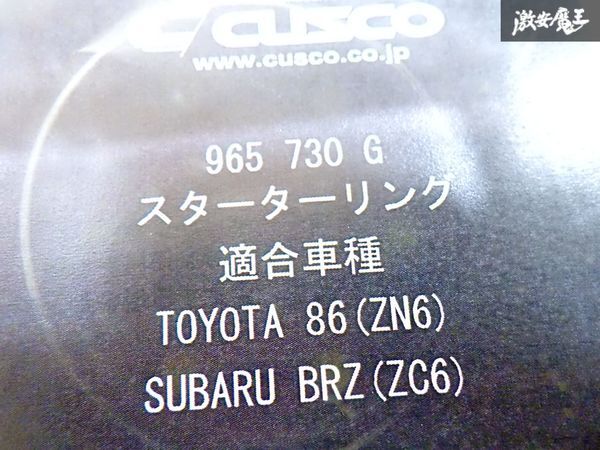 激安魔王
CUSCO
www.cusco.co.jp
965 730 G
スターターリンク
適合車種
TOYOTA 86(ZN6)
SUBARU BRZ(ZC6)